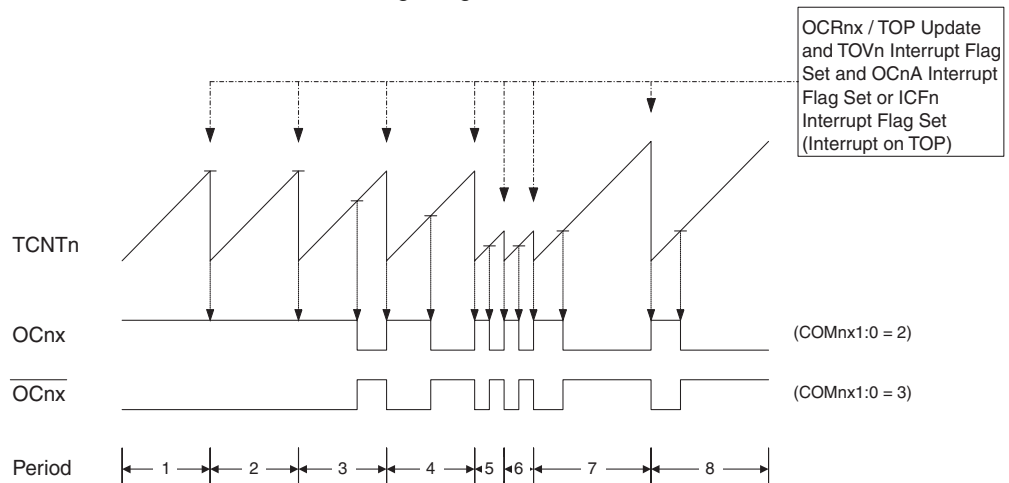 OCRnx / TOP Update
and TOVn Interrupt Flag
Set and OCnA Interrupt
Flag Set or ICFn
Interrupt Flag Set
(Interrupt on TOP)
TCNTn
OCnx (COMnx1:0 = 2)
OCnx (COMnx1:0 = 3)
Period 1 2 3 4 5 6 7 8